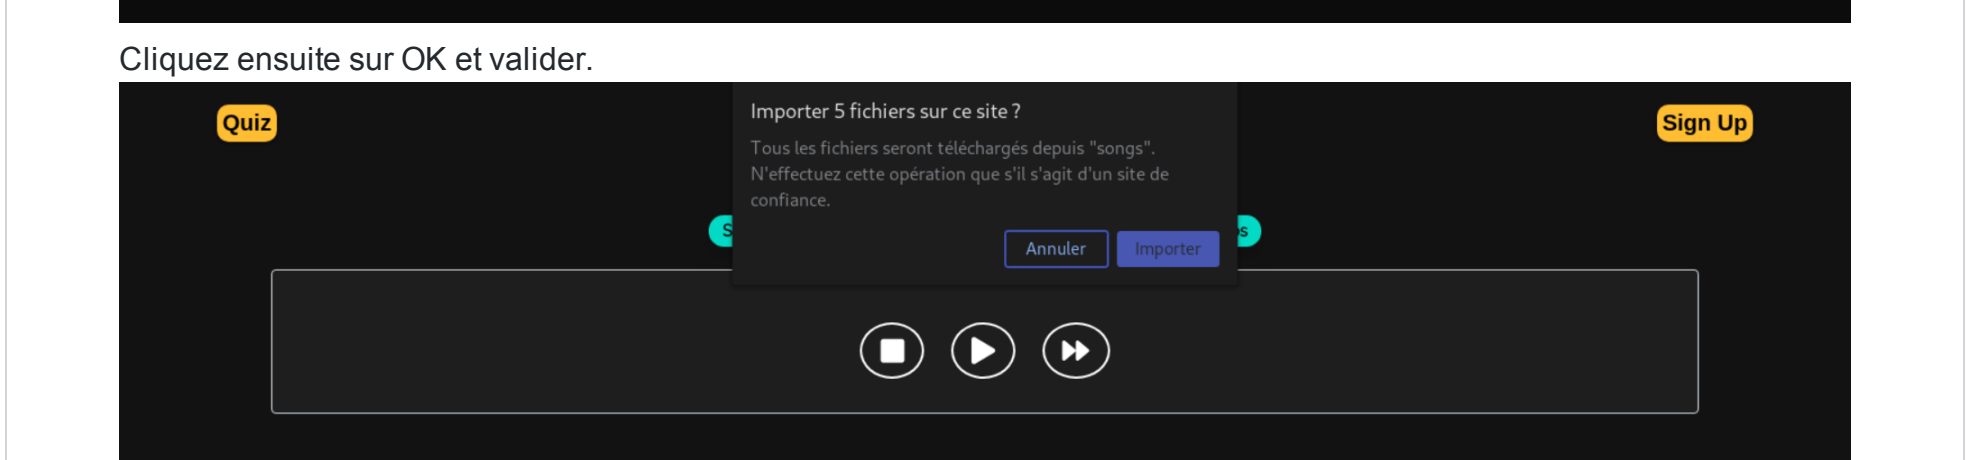 Cliquez ensuite sur OK et valider.
Quiz
Importer 5 fichiers sur ce site ?
Sign Up
Tous les fichiers seront téléchargés depuis "songs".
N'effectuez cette opération que s'il s'agit d'un site de
confiance.
Annuler
Importer